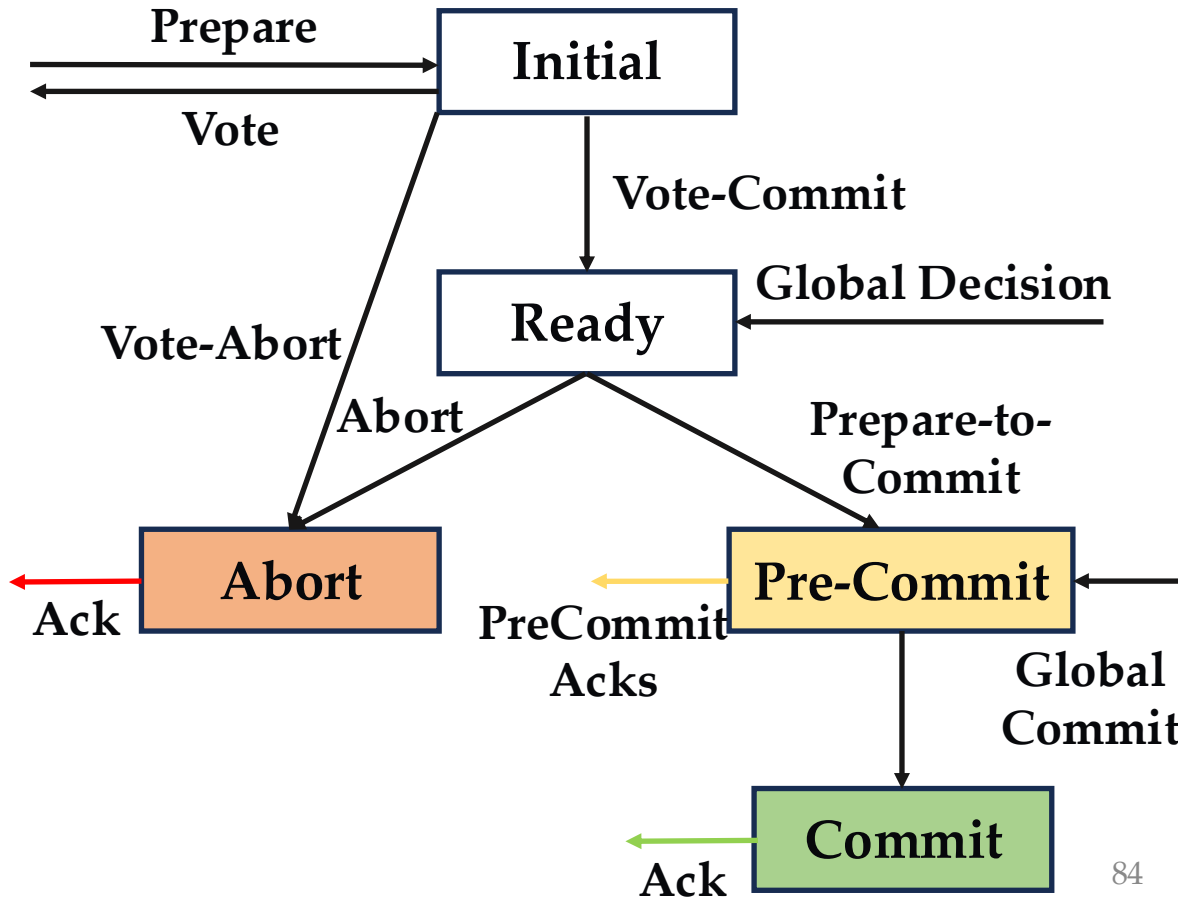 Prepare
Initial
Vote
Vote-Commit
Global Decision
Ready
Vote-Abort
Abort
Prepare-to-
Commit
Abort
Pre-Commit
Ack
PreCommit
Acks
Global
Commit
Commit
Ack
84